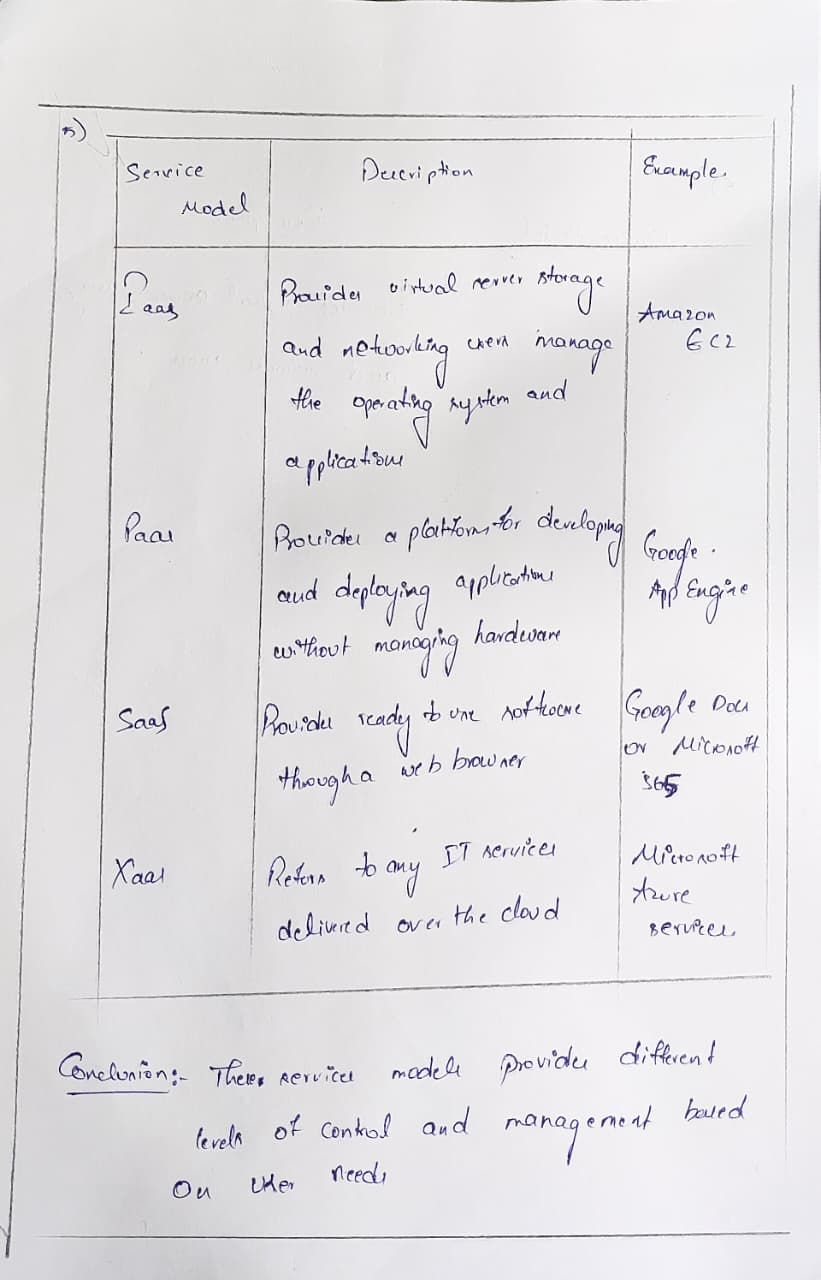 5)
Service Model
Description
Example.
Iaas
Provides virtual server storage
and networking users manage
the operating system and
applications
Amazon
EC2
Paas
Provides a platform for developing
and deploying applications
without managing hardware
Google
App Engine
Saas
Provides ready to use software
through a web browser
Google Docs
or Microsoft
365
Xaas
Refers to any IT services
delivered over the cloud
Microsoft
Azure
services
Conclusion:- These services models provides different
levels of control and management based
on user needs